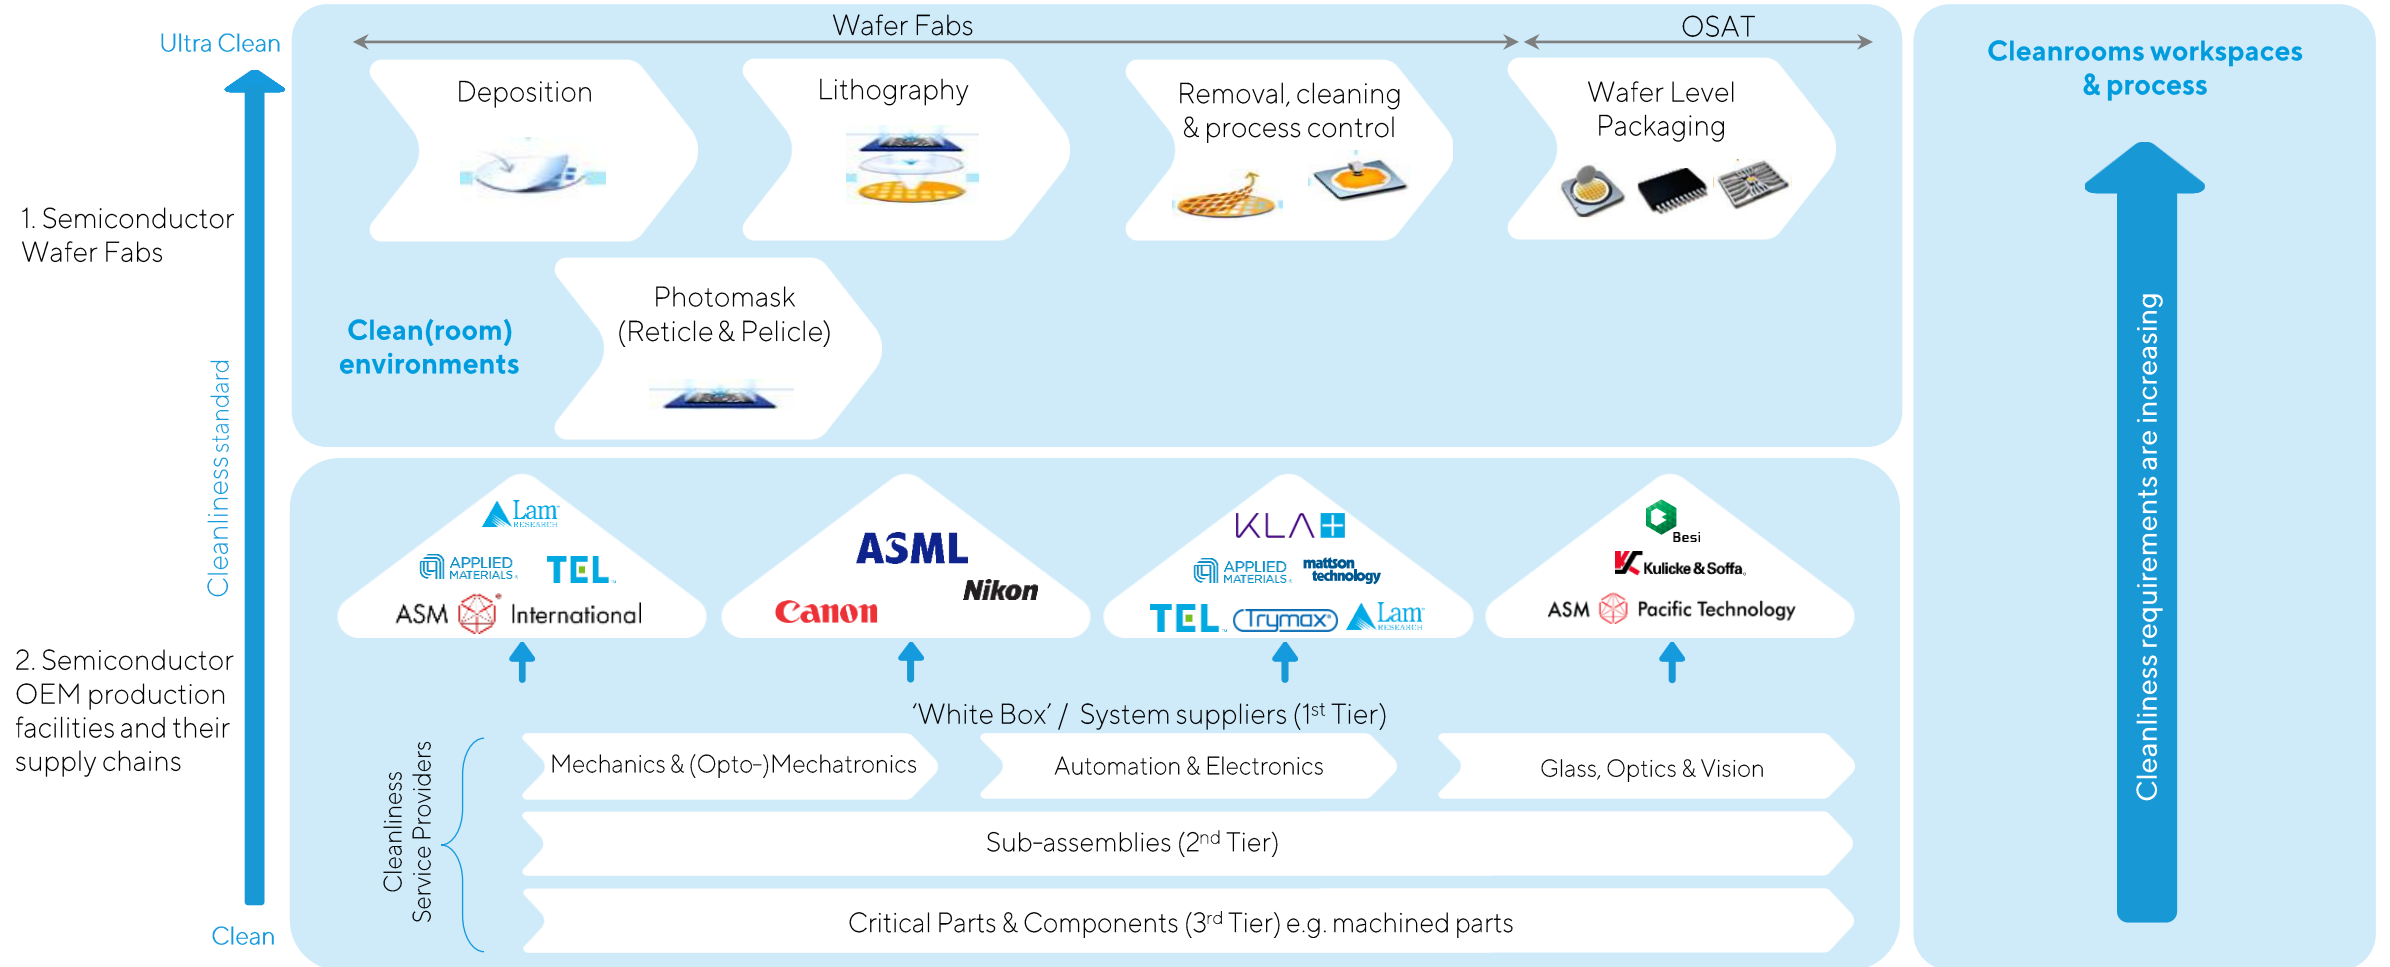 Ultra Clean
Wafer Fabs
OSAT
Cleanrooms workspaces
& process
Deposition
Lithography
Removal, cleaning
& process control
Wafer Level
Packaging
1. Semiconductor
Wafer Fabs
Photomask
(Reticle & Pelicle)
Clean(room)
environments
Cleanliness standard
Cleanliness requirements are increasing
Lam
RESEARCH
APPLIED
MATERIALS
TEL
ASM International
ASML
Nikon
Canon
KLA
APPLIED
MATERIALS
mattson
technology
TEL
Trymax
Lam
RESEARCH
Besi
Kulicke & Soffa
ASM Pacific Technology
2. Semiconductor
OEM production
facilities and their
supply chains
'White Box' / System suppliers (1st Tier)
Cleanliness
Service Providers
Mechanics & (Opto-)Mechatronics
Automation & Electronics
Glass, Optics & Vision
Sub-assemblies (2nd Tier)
Critical Parts & Components (3rd Tier) e.g. machined parts
Clean